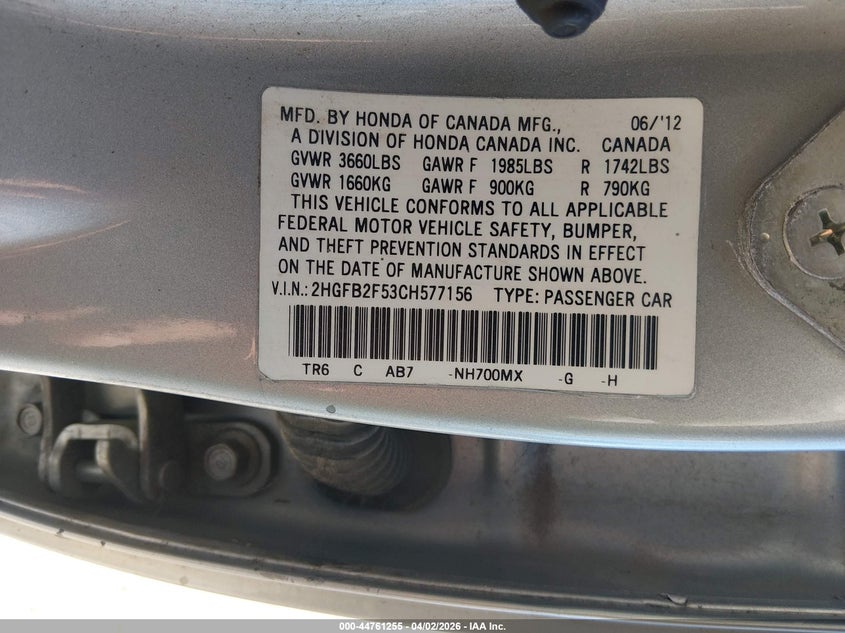 MFD. BY HONDA OF CANADA MFG., 06/'12
A DIVISION OF HONDA CANADA INC. CANADA
GVWR 3660LBS GAWR F 1985LBS R 1742LBS
GVWR 1660KG GAWR F 900KG R 790KG
THIS VEHICLE CONFORMS TO ALL APPLICABLE
FEDERAL MOTOR VEHICLE SAFETY, BUMPER,
AND THEFT PREVENTION STANDARDS IN EFFECT
ON THE DATE OF MANUFACTURE SHOWN ABOVE.
V.I.N.: 2HGFB2F53CH577156 TYPE: PASSENGER CAR
TR6 C AB7 -NH700MX -G -H
000-44761255 - 04/02/2026 - IAA Inc.